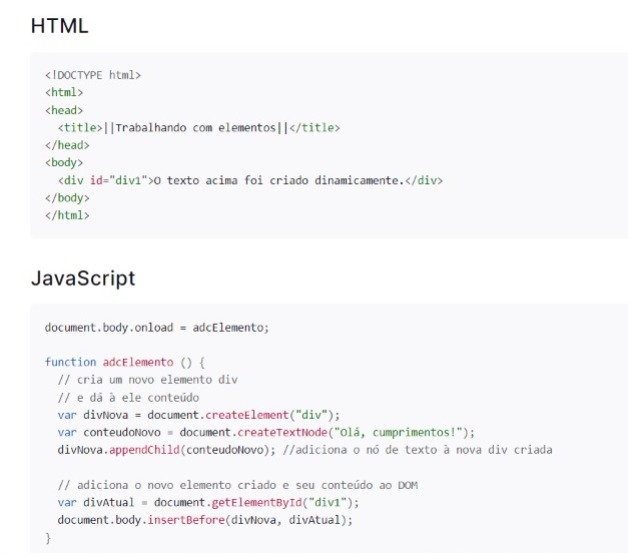 HTML
<!DOCTYPE html>
<html>
<head>
<title>||Trabalhando com elementos||</title>
</head>
<body>
<div id="div1">O texto acima foi criado dinamicamente.</div>
</body>
</html>
JavaScript
document.body.onload = adcElemento;
function adcElemento () {
// cria um novo elemento div
// e dá à ele conteúdo
var divNova = document.createElement("div");
var conteudoNovo = document.createTextNode("Olá, cumprimentos!");
divNova.appendChild(conteudoNovo); //adiciona o nó de texto à nova div criada
// adiciona o novo elemento criado e seu conteúdo ao DOM
var divAtual = document.getElementById("div1");
document.body.insertBefore(divNova, divAtual);
}